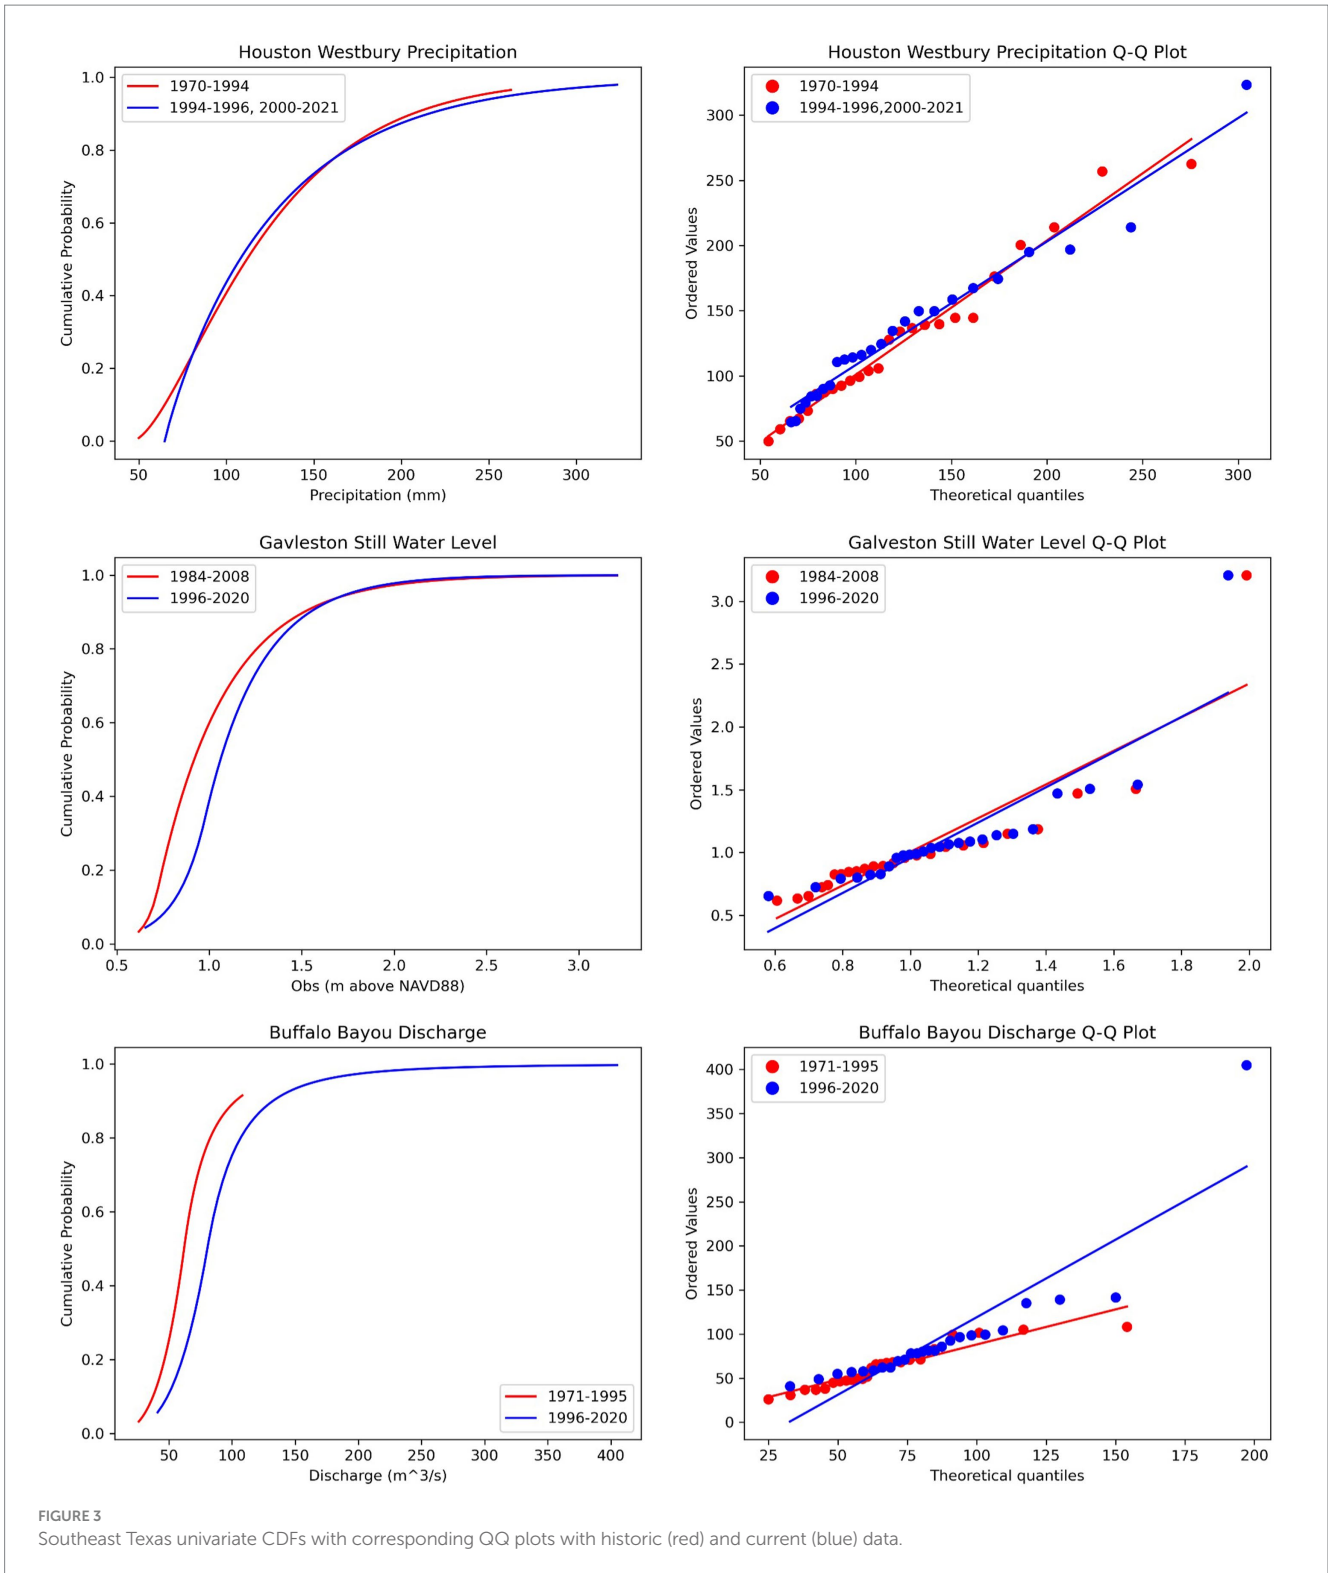 Houston Westbury Precipitation
1970-1994
1994-1996, 2000-2021
Cumulative Probability
1.0
0.8
0.6
0.4
0.2
0.0
50 100 150 200 250 300
Precipitation (mm)
Houston Westbury Precipitation Q-Q Plot
1970-1994
1994-1996,2000-2021
Ordered Values
300
250
200
150
100
50
50 100 150 200 250 300
Theoretical quantiles
Gavleston Still Water Level
1984-2008
1996-2020
Cumulative Probability
1.0
0.8
0.6
0.4
0.2
0.0
0.5 1.0 1.5 2.0 2.5 3.0
Obs (m above NAVD88)
Galveston Still Water Level Q-Q Plot
1984-2008
1996-2020
Ordered Values
3.0
2.5
2.0
1.5
1.0
0.5
0.6 0.8 1.0 1.2 1.4 1.6 1.8 2.0
Theoretical quantiles
Buffalo Bayou Discharge
Cumulative Probability
1.0
0.8
0.6
0.4
0.2
0.0
1971-1995
1996-2020
50 100 150 200 250 300 350 400
Discharge (m^3/s)
Buffalo Bayou Discharge Q-Q Plot
1971-1995
1996-2020
Ordered Values
400
350
300
250
200
150
100
50
0
25 50 75 100 125 150 175 200
Theoretical quantiles
FIGURE 3
Southeast Texas univariate CDFs with corresponding QQ plots with historic (red) and current (blue) data.